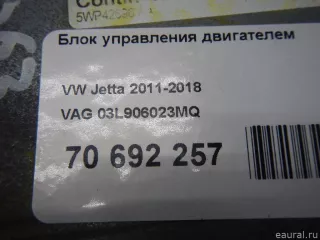 Блок управления двигателем
VW Jetta 2011-2018
VAG 03L906023MQ
70 692 257
eaural.ru